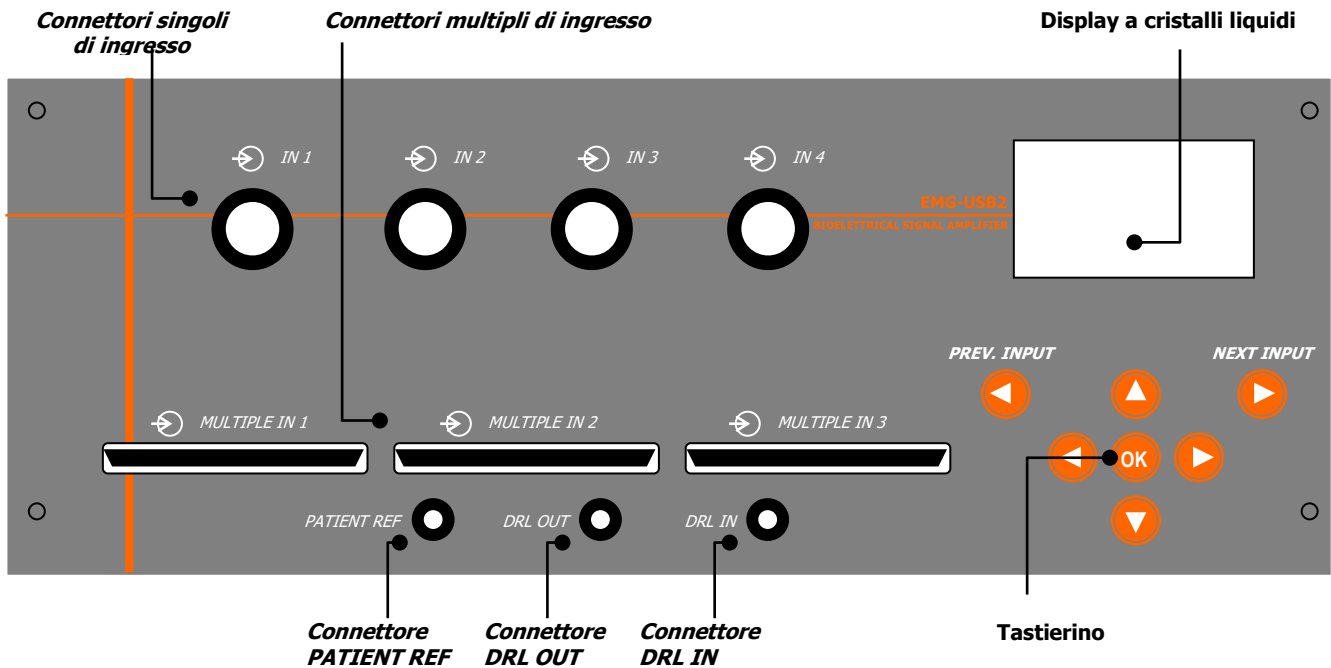 Connettori singoli
di ingresso
Connettori multipli di ingresso
Display a cristalli liquidi
IN 1
IN 2
IN 3
IN 4
EMG-USB2
BIOELETTRICAL SIGNAL AMPLIFIER
PREV. INPUT
NEXT INPUT
MULTIPLE IN 1
MULTIPLE IN 2
MULTIPLE IN 3
OK
PATIENT REF
DRL OUT
DRL IN
Connettore
PATIENT REF
Connettore
DRL OUT
Connettore
DRL IN
Tastierino